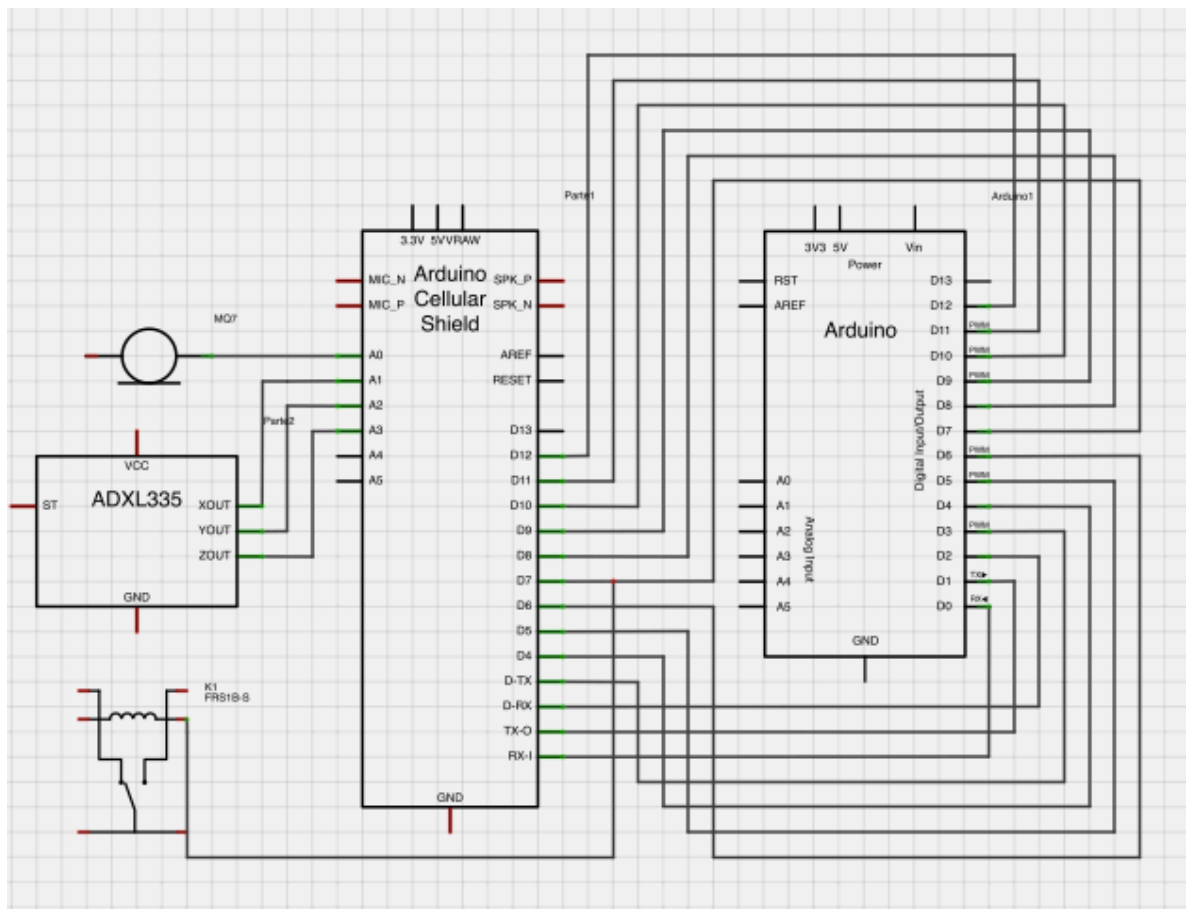 Parte1
Arduino1
3.3V 5V VRAW
3V3 5V Vin
Power
MIC_N
MIC_P
Arduino
Cellular
Shield
SPK_P
SPK_N
RST
AREF
Arduino
D13
D12
D11
PWM
D10
PWM
D9
PWM
D8
D7
D6
PWM
D5
PWM
D4
D3
PWM
D2
D1
TX
D0
RX
Digital Input/Output
A0
A1
A2
A3
A4
A5
Analog Input
GND
MQ7
A0
A1
A2
A3
A4
A5
AREF
RESET
D13
D12
D11
D10
D9
D8
D7
D6
D5
D4
D-TX
D-RX
TX-O
RX-I
GND
Parte2
VCC
ADXL335
ST
XOUT
YOUT
ZOUT
GND
K1
FRS1B-S